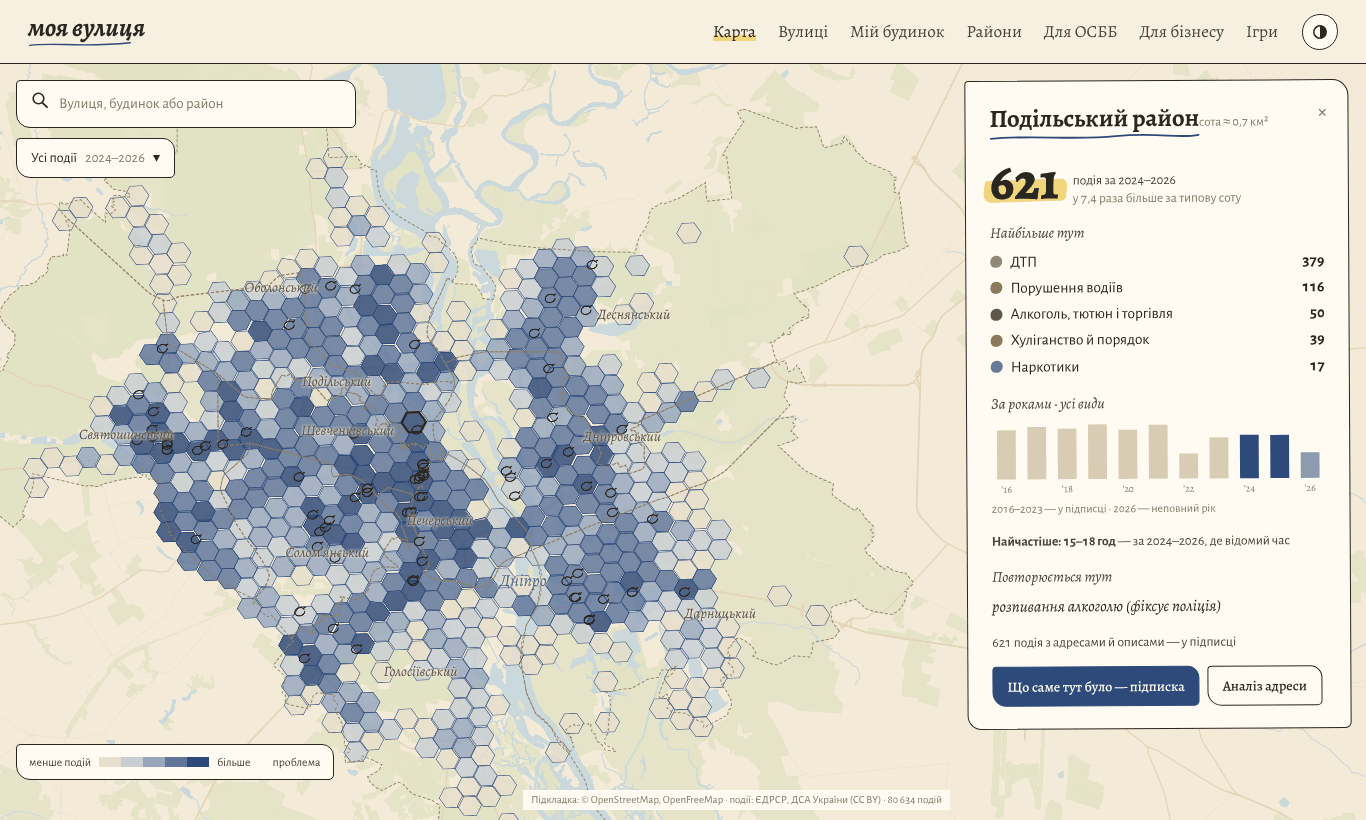 моя вулиця
Карта Вулиці Мій будинок Райони Для ОСББ Для бізнесу Ігри
Вулиця, будинок або район
Усі події 2024–2026 ▼
Оболонський
Деснянський
Подільський
Шевченківський
Святошинський
Дніпровський
Печерський
Солом'янський
Дніпро
Дарницький
Голосіївський
Подільський район
сота ≈ 0,7 км²
×
621
подія за 2024–2026
у 7,4 раза більше за типову соту
Найбільше тут
ДТП 379
Порушення водіїв 116
Алкоголь, тютюн і торгівля 50
Хуліганство й порядок 39
Наркотики 17
За роками · усі види
'16 '18 '20 '22 '24 '26
2016–2023 — у підписці · 2026 — неповний рік
Найчастіше: 15–18 год — за 2024–2026, де відомий час
Повторюється тут
розпивання алкоголю (фіксує поліція)
621 подія з адресами й описами — у підписці
Що саме тут було — підписка
Аналіз адреси
менше подій більше проблема
Підкладка: © OpenStreetMap, OpenFreeMap · події: ЄДРСР, ДСА України (CC BY) · 80 634 подій